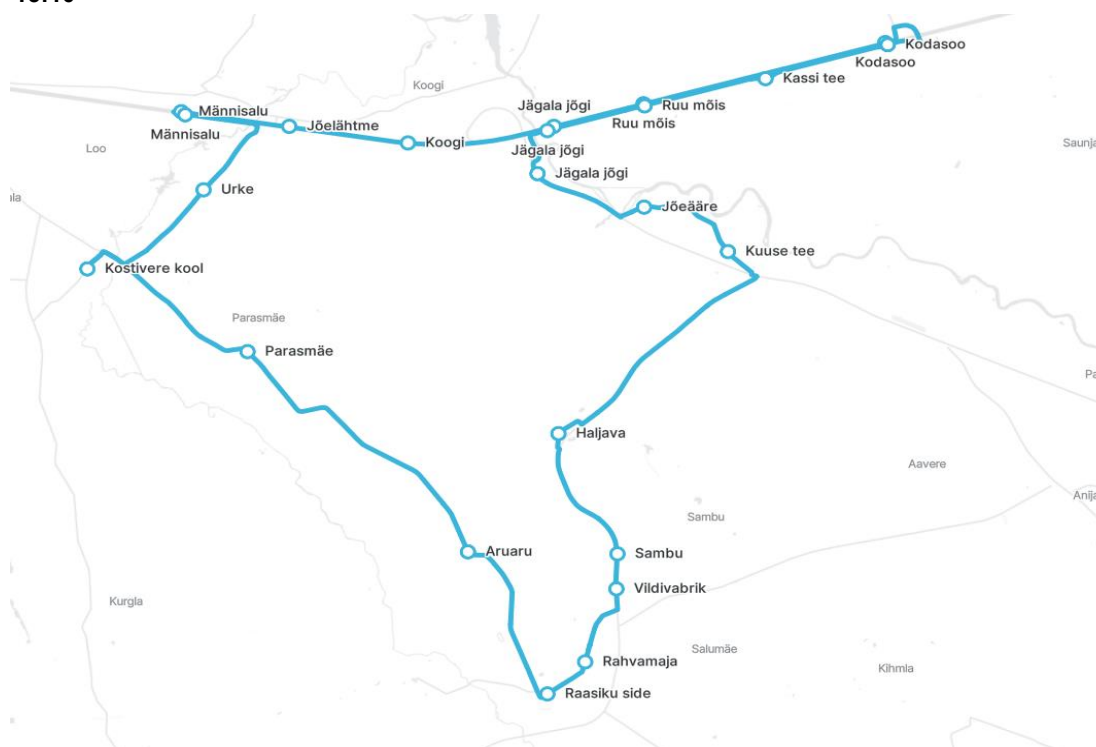 Kodasoo
Kodasoo
Kassi tee
Koogi
Jägala jõgi
Ruu mõis
Ruu mõis
Männisalu
Männisalu
Jõelähtme
Koogi
Jägala jõgi
Loo
Saunja
Jägala jõgi
Urke
Jõeääre
Kuuse tee
Kostivere kool
Parasmäe
Parasmäe
Haljava
Aavere
Anija
Sambu
Aruaru
Sambu
Vildivabrik
Kurgla
Salumäe
Rahvamaja
Kihmla
Raasiku side